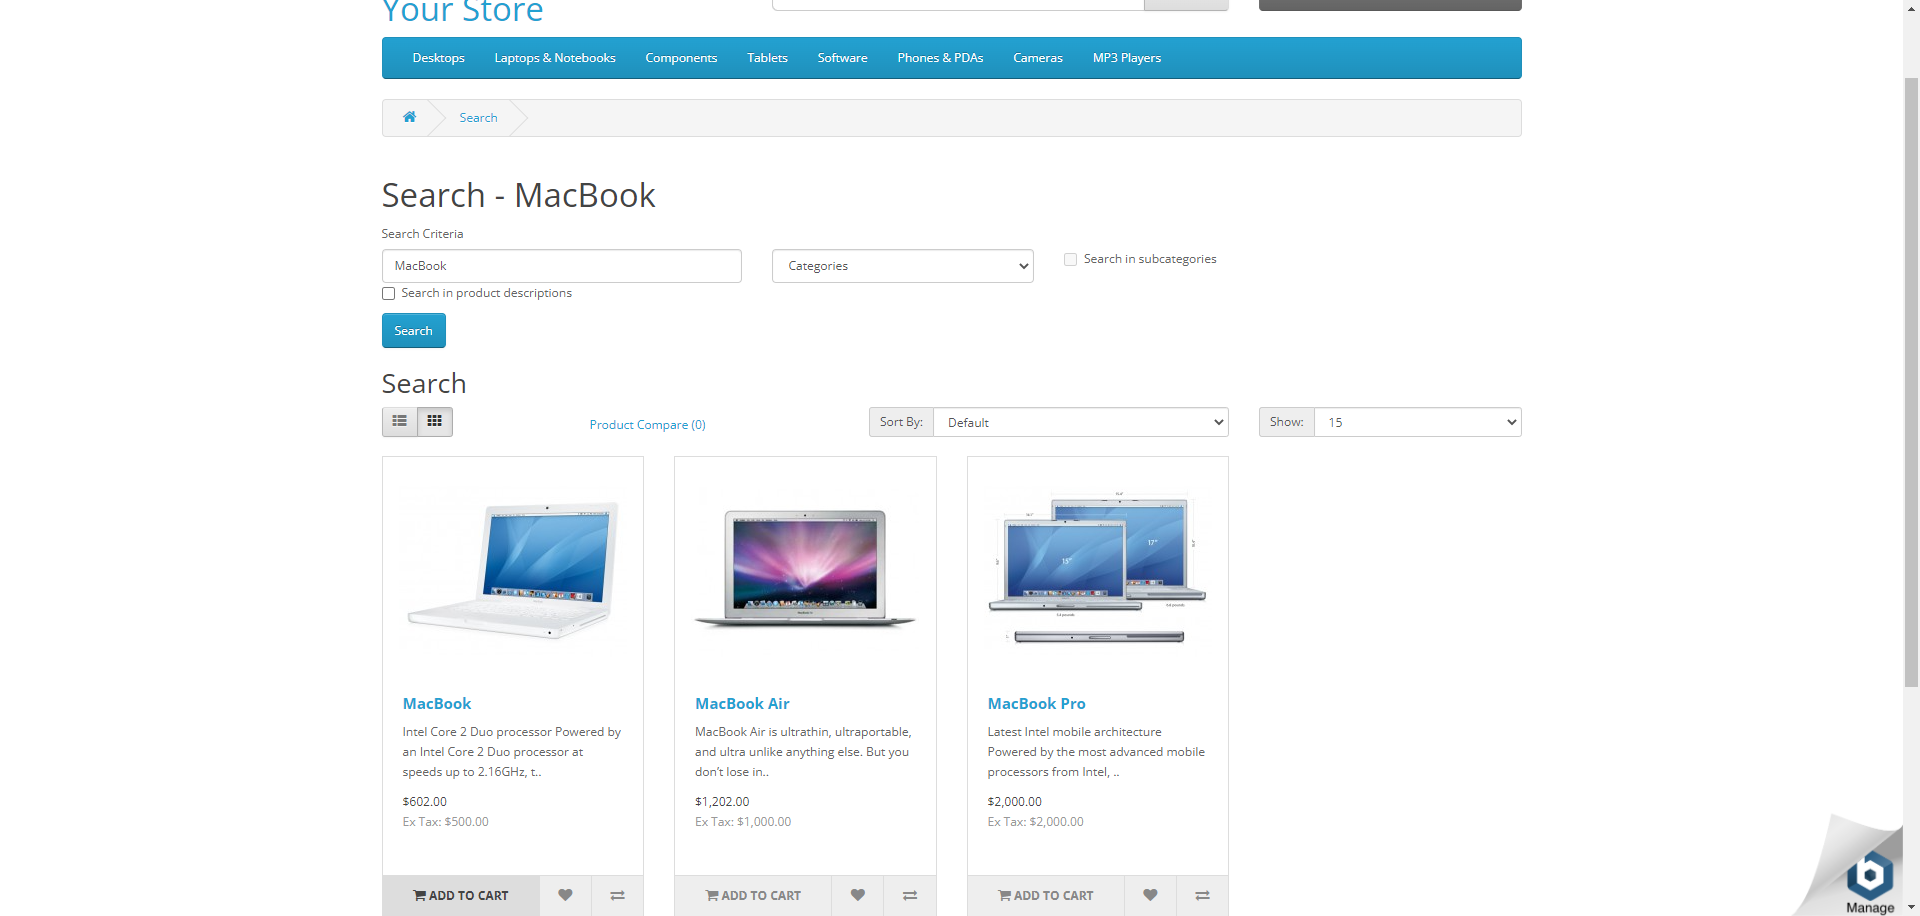 Your Store
Desktops Laptops & Notebooks Components Tablets Software Phones & PDAs Cameras MP3 Players
Search
Search - MacBook
Search Criteria
MacBook Categories Search in subcategories
Search in product descriptions
Search
Search
Product Compare (0) Sort By: Default Show: 15
15"
17"
MacBook
Intel Core 2 Duo processor Powered by
an Intel Core 2 Duo processor at
speeds up to 2.16GHz, t..
$602.00
Ex Tax: $500.00
ADD TO CART
MacBook Air
MacBook Air is ultrathin, ultraportable,
and ultra unlike anything else. But you
don’t lose in..
$1,202.00
Ex Tax: $1,000.00
ADD TO CART
MacBook Pro
Latest Intel mobile architecture
Powered by the most advanced mobile
processors from Intel, ..
$2,000.00
Ex Tax: $2,000.00
ADD TO CART
Manage